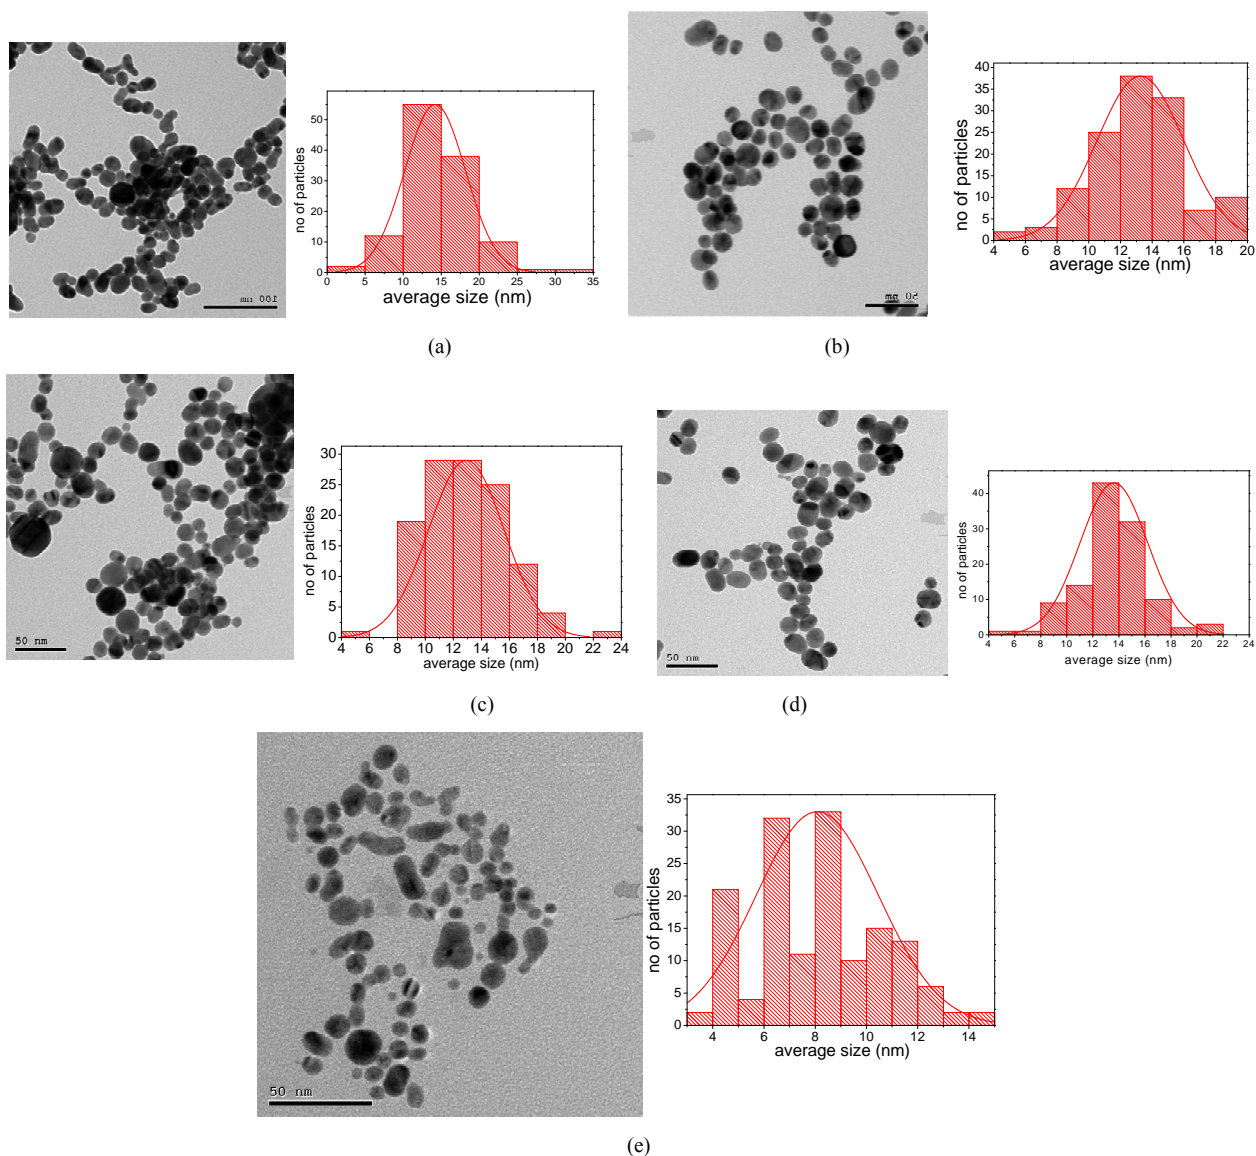 50
40
30
20
10
0
0 5 10 15 20 25 30 35
no of particles
average size (nm)
100 nm
(a)
40
35
30
25
20
15
10
5
0
4 6 8 10 12 14 16 18 20
no of particles
average size (nm)
50 nm
(b)
30
25
20
15
10
5
0
4 6 8 10 12 14 16 18 20 22 24
no of particles
average size (nm)
50 nm
(c)
40
30
20
10
0
4 6 8 10 12 14 16 18 20 22 24
no of particles
average size (nm)
50 nm
(d)
35
30
25
20
15
10
5
0
4 6 8 10 12 14
no of particles
average size (nm)
50 nm
(e)